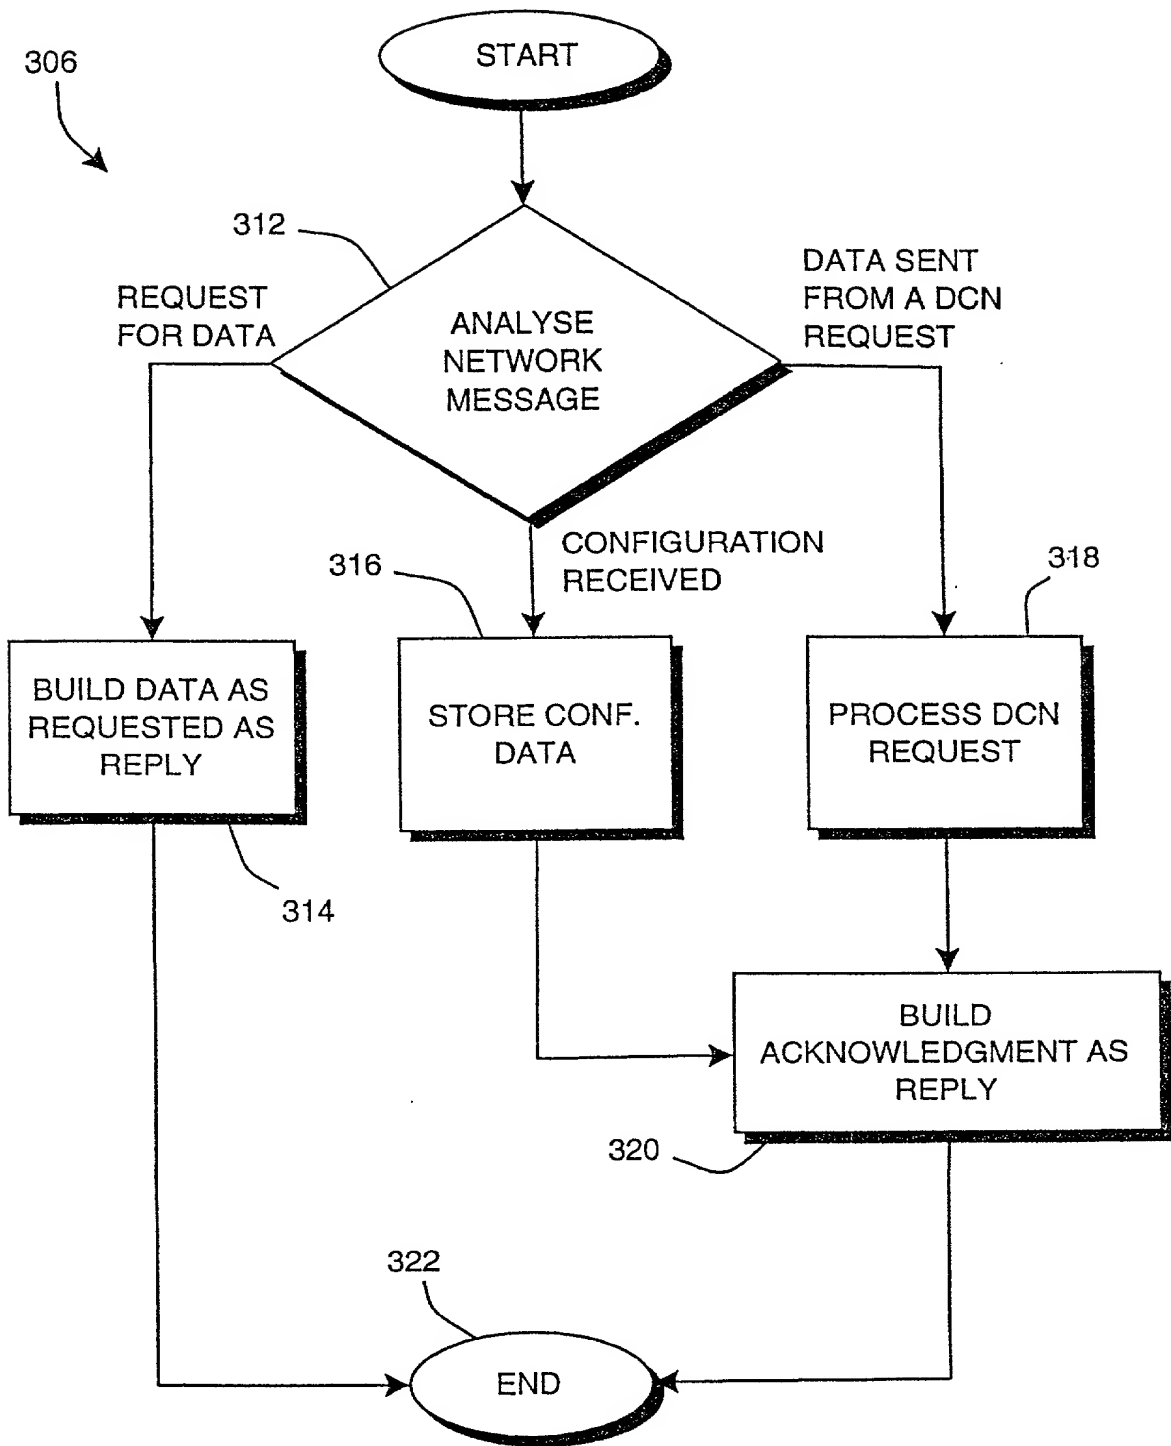 START
306
312
REQUEST
FOR DATA
ANALYSE
NETWORK
MESSAGE
DATA SENT
FROM A DCN
REQUEST
CONFIGURATION
RECEIVED
316
318
BUILD DATA AS
REQUESTED AS
REPLY
STORE CONF.
DATA
PROCESS DCN
REQUEST
314
BUILD
ACKNOWLEDGMENT AS
REPLY
320
322
END